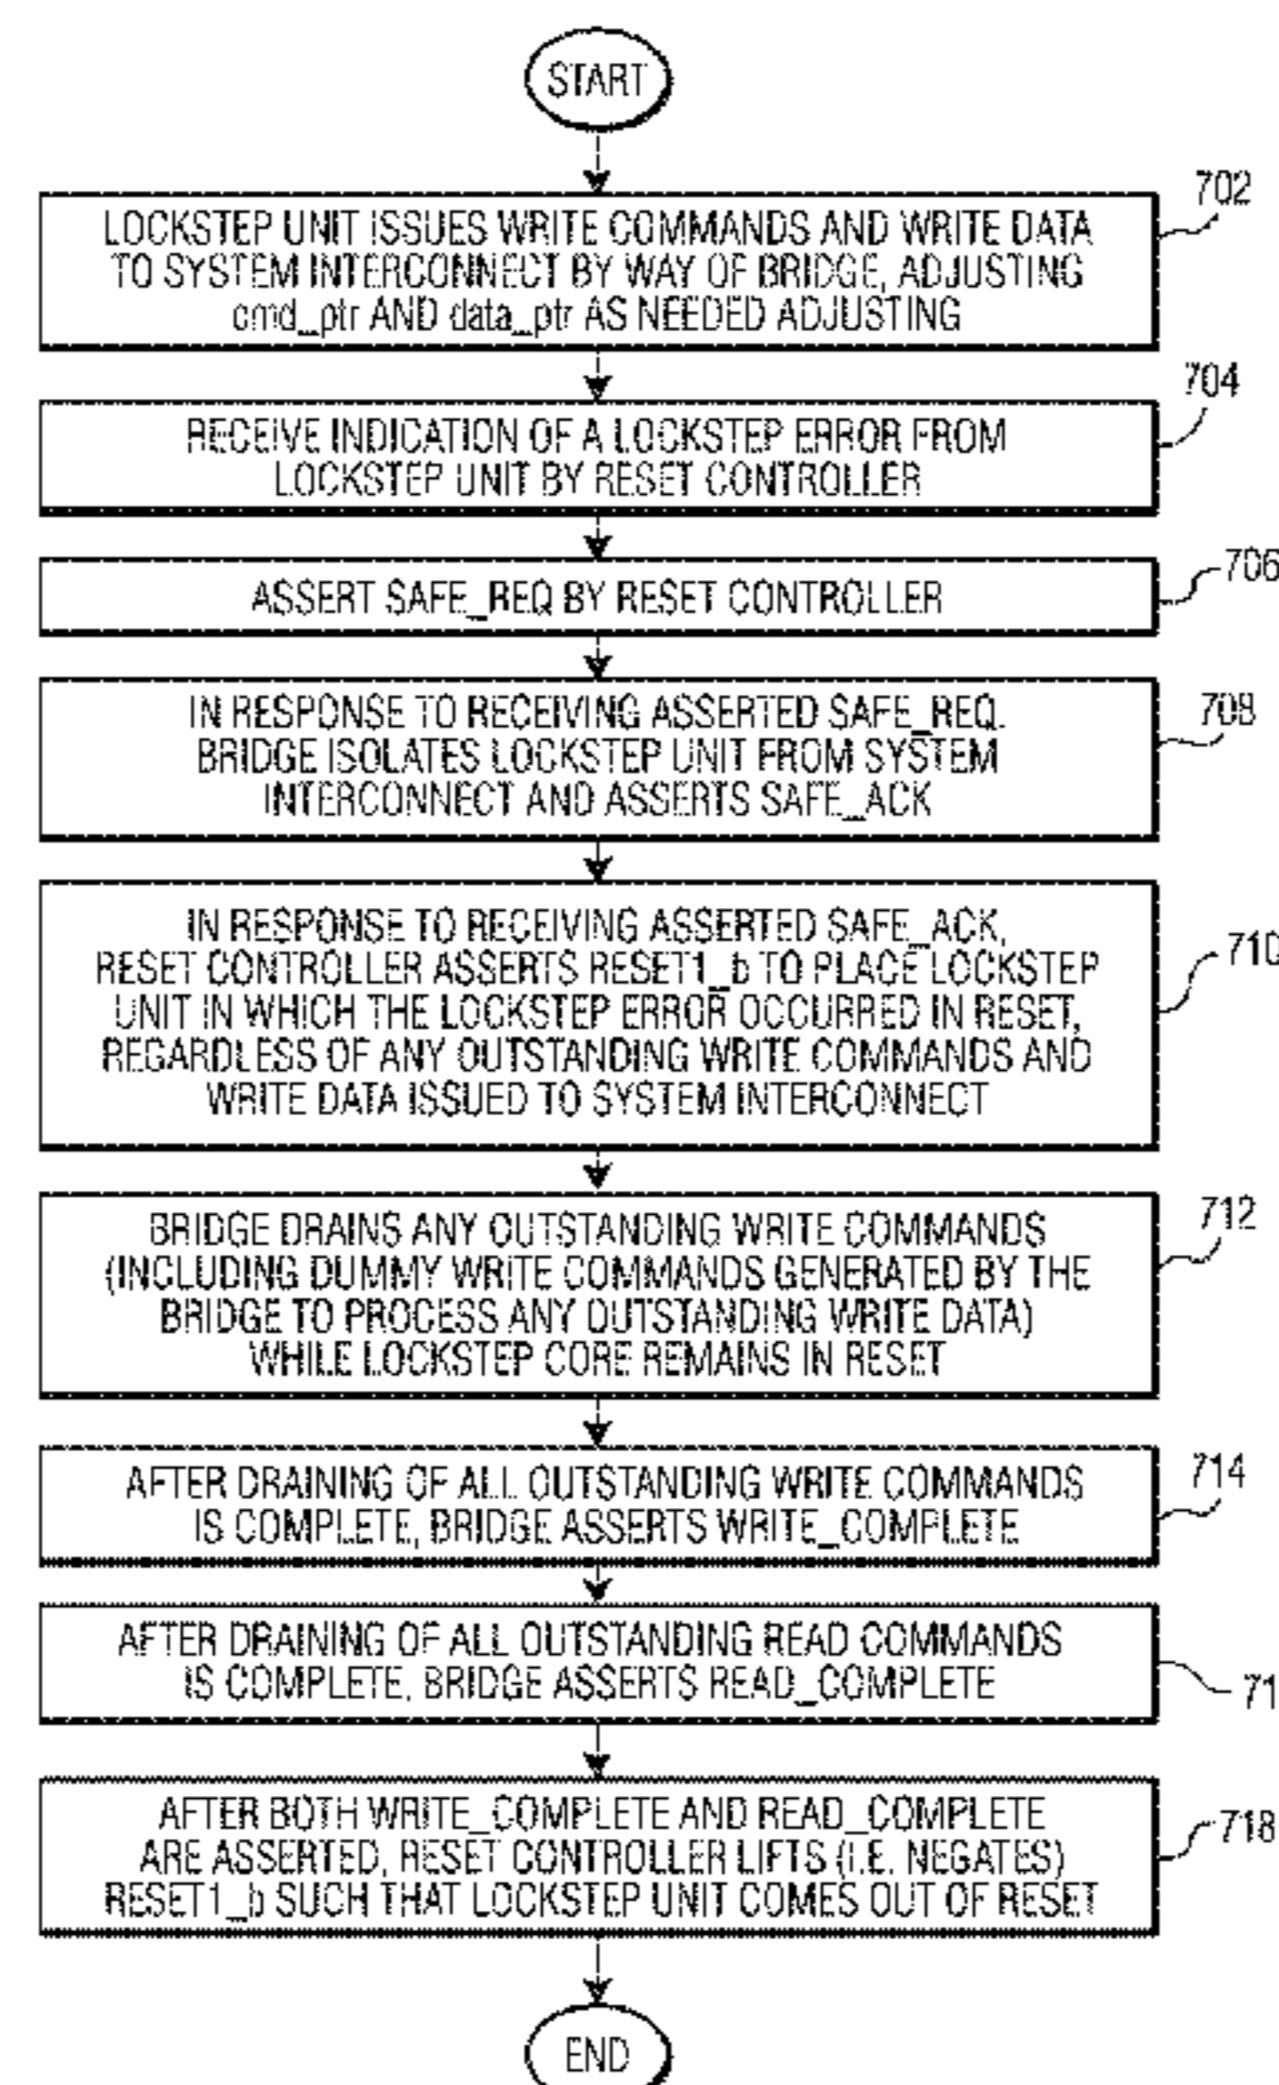 START
702
LOCKSTEP UNIT ISSUES WRITE COMMANDS AND WRITE DATA
TO SYSTEM INTERCONNECT BY WAY OF BRIDGE, ADJUSTING
cmd_ptr AND data_ptr AS NEEDED ADJUSTING
704
RECEIVE INDICATION OF A LOCKSTEP ERROR FROM
LOCKSTEP UNIT BY RESET CONTROLLER
706
ASSERT SAFE_REQ BY RESET CONTROLLER
708
IN RESPONSE TO RECEIVING ASSERTED SAFE_REQ.
BRIDGE ISOLATES LOCKSTEP UNIT FROM SYSTEM
INTERCONNECT AND ASSERTS SAFE_ACK
710
IN RESPONSE TO RECEIVING ASSERTED SAFE_ACK,
RESET CONTROLLER ASSERTS RESET1_b TO PLACE LOCKSTEP
UNIT IN WHICH THE LOCKSTEP ERROR OCCURRED IN RESET,
REGARDLESS OF ANY OUTSTANDING WRITE COMMANDS AND
WRITE DATA ISSUED TO SYSTEM INTERCONNECT
712
BRIDGE DRAINS ANY OUTSTANDING WRITE COMMANDS
(INCLUDING DUMMY WRITE COMMANDS GENERATED BY THE
BRIDGE TO PROCESS ANY OUTSTANDING WRITE DATA)
WHILE LOCKSTEP CORE REMAINS IN RESET
714
AFTER DRAINING OF ALL OUTSTANDING WRITE COMMANDS
IS COMPLETE, BRIDGE ASSERTS WRITE_COMPLETE
AFTER DRAINING OF ALL OUTSTANDING READ COMMANDS
IS COMPLETE, BRIDGE ASSERTS READ_COMPLETE
71
718
AFTER BOTH WRITE_COMPLETE AND READ_COMPLETE
ARE ASSERTED, RESET CONTROLLER LIFTS (I.E. NEGATES)
RESET1_b SUCH THAT LOCKSTEP UNIT COMES OUT OF RESET
END